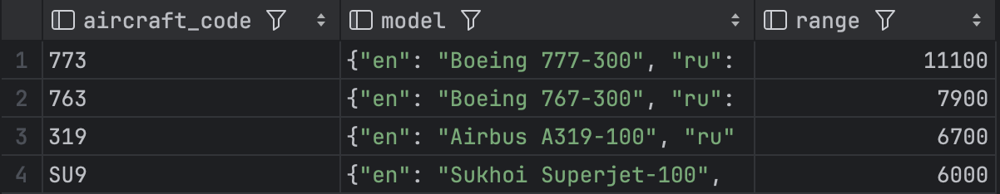 aircraft_code model range
1 773 {"en": "Boeing 777-300", "ru": 11100
2 763 {"en": "Boeing 767-300", "ru": 7900
3 319 {"en": "Airbus A319-100", "ru" 6700
4 SU9 {"en": "Sukhoi Superjet-100", 6000